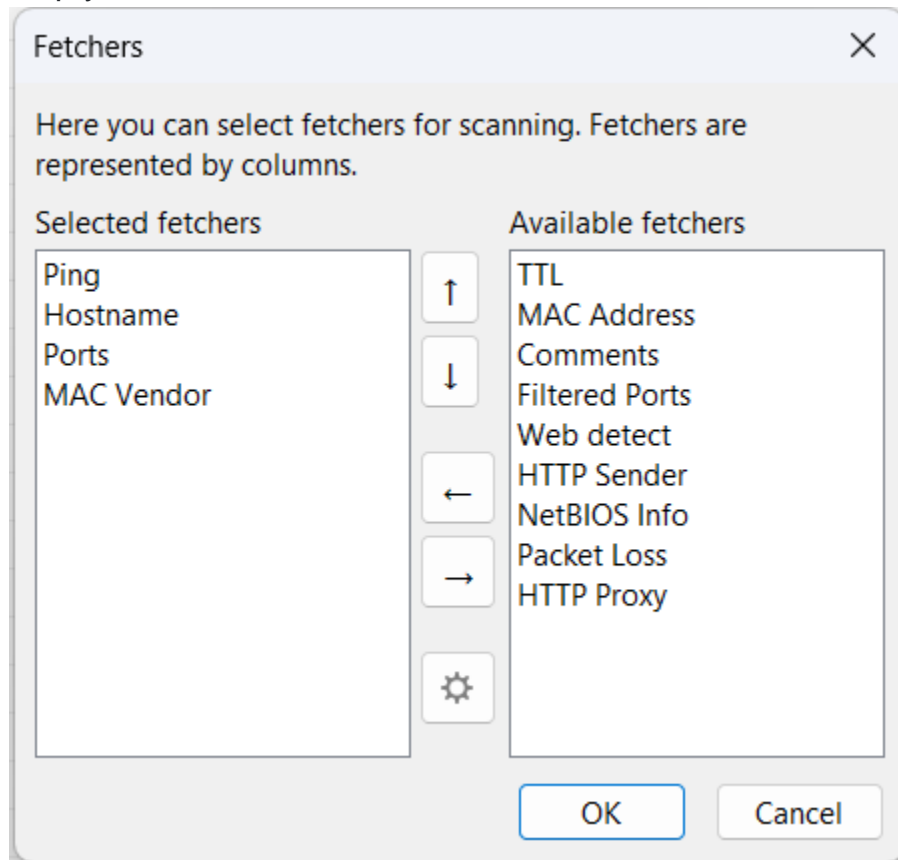 Fetchers
Here you can select fetchers for scanning. Fetchers are
represented by columns.
Selected fetchers
Ping
Hostname
Ports
MAC Vendor
Available fetchers
TTL
MAC Address
Comments
Filtered Ports
Web detect
HTTP Sender
NetBIOS Info
Packet Loss
HTTP Proxy
OK
Cancel